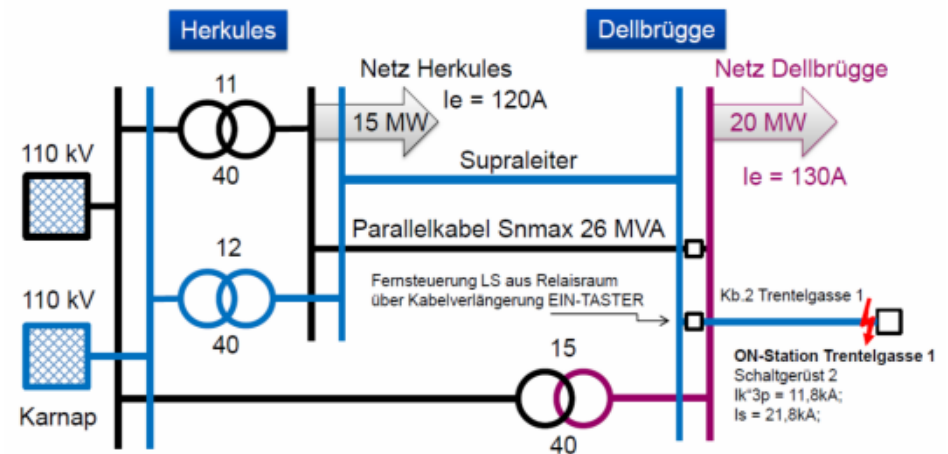 Herkules
Dellbrügge
11
Netz Herkules
Ie = 120A
Netz Dellbrügge
15 MW
20 MW
110 kV
40
Supraleiter
Ie = 130A
12
Parallelkabel Snmax 26 MVA
110 kV
Fernsteuerung LS aus Relaisraum
über Kabelverlängerung EIN-TASTER
Kb.2 Trentelgasse 1
40
15
ON-Station Trentelgasse 1
Schaltgerüst 2
Ik"3p = 11,8kA;
Is = 21,8kA;
Karnap
40